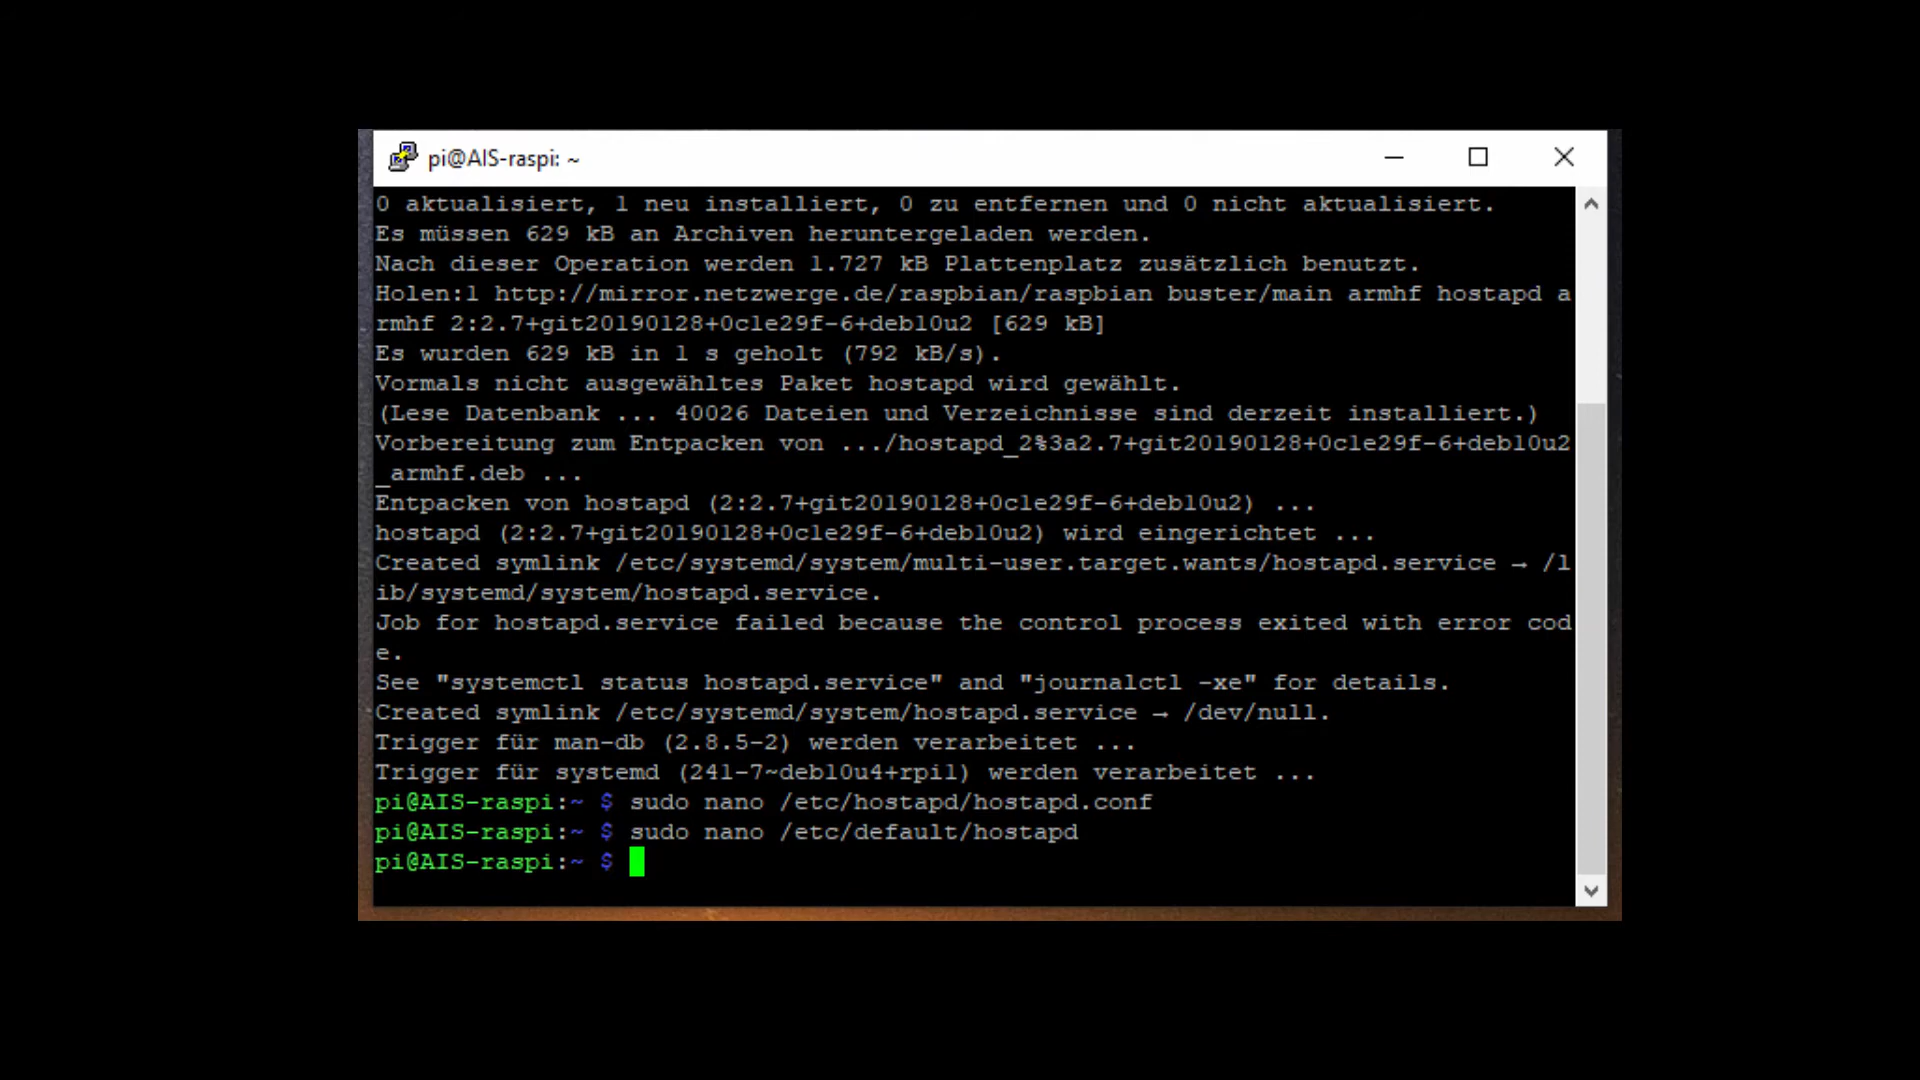 pi@AIS-raspi: ~
0 aktualisiert, 1 neu installiert, 0 zu entfernen und 0 nicht aktualisiert.
Es müssen 629 kB an Archiven heruntergeladen werden.
Nach dieser Operation werden 1.727 kB Plattenplatz zusätzlich benutzt.
Holen:1 http://mirror.netzwerge.de/raspbian/raspbian buster/main armhf hostapd a
rmhf 2:2.7+git20190128+0c1e29f-6+deb10u2 [629 kB]
Es wurden 629 kB in 1 s geholt (792 kB/s).
Vormals nicht ausgewähltes Paket hostapd wird gewählt.
(Lese Datenbank ... 40026 Dateien und Verzeichnisse sind derzeit installiert.)
Vorbereitung zum Entpacken von .../hostapd_2%3a2.7+git20190128+0c1e29f-6+deb10u2
_armhf.deb ...
Entpacken von hostapd (2:2.7+git20190128+0c1e29f-6+deb10u2) ...
hostapd (2:2.7+git20190128+0c1e29f-6+deb10u2) wird eingerichtet ...
Created symlink /etc/systemd/system/multi-user.target.wants/hostapd.service → /l
ib/systemd/system/hostapd.service.
Job for hostapd.service failed because the control process exited with error cod
e.
See "systemctl status hostapd.service" and "journalctl -xe" for details.
Created symlink /etc/systemd/system/hostapd.service → /dev/null.
Trigger für man-db (2.8.5-2) werden verarbeitet ...
Trigger für systemd (241-7~deb10u4+rpi1) werden verarbeitet ...
pi@AIS-raspi:~ $ sudo nano /etc/hostapd/hostapd.conf
pi@AIS-raspi:~ $ sudo nano /etc/default/hostapd
pi@AIS-raspi:~ $